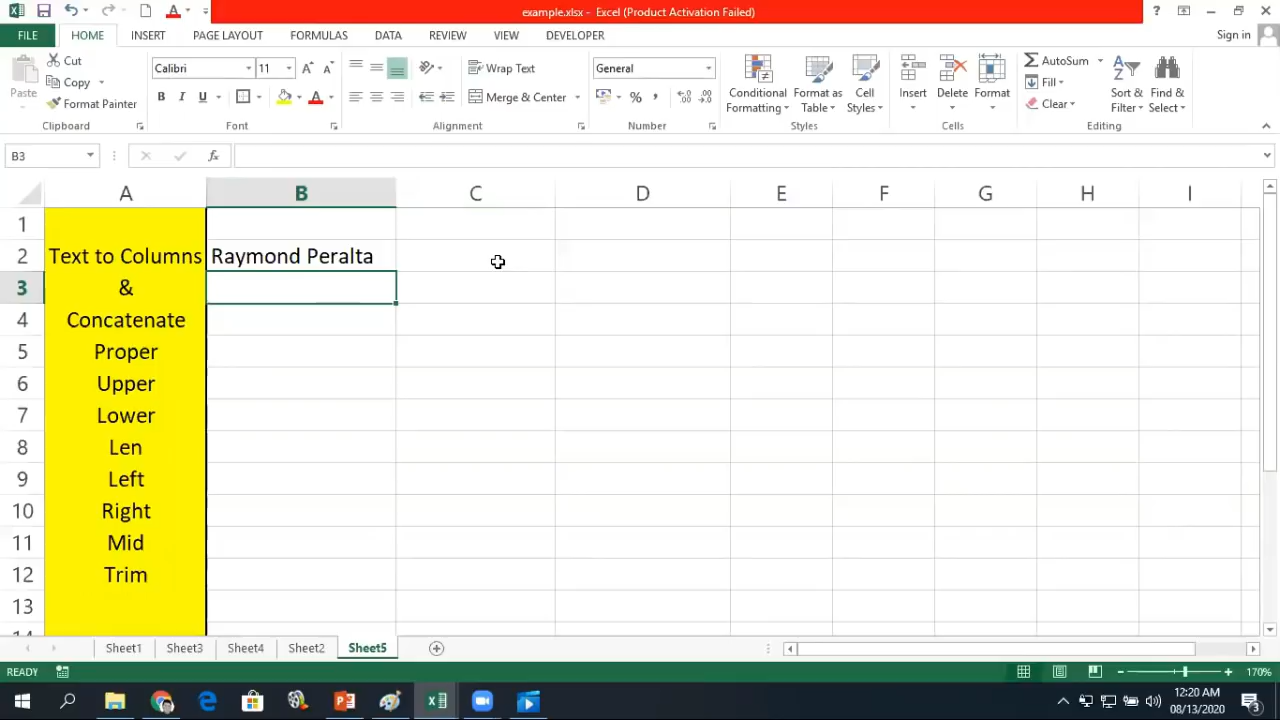 example.xlsx - Excel (Product Activation Failed)
FILE HOME INSERT PAGE LAYOUT FORMULAS DATA REVIEW VIEW DEVELOPER Sign in
Paste Cut Copy Format Painter Clipboard
Calibri 11 B I U Font
Wrap Text Merge & Center Alignment
General % Number
Conditional Formatting Format as Table Cell Styles Styles
Insert Delete Format Cells
AutoSum Fill Clear Sort & Filter Find & Select Editing
B3 fx
A B C D E F G H I
1
2 Text to Columns Raymond Peralta
3 &
4 Concatenate
5 Proper
6 Upper
7 Lower
8 Len
9 Left
10 Right
11 Mid
12 Trim
13
Sheet1 Sheet3 Sheet4 Sheet2 Sheet5
READY 170%
12:20 AM
08/13/2020
3